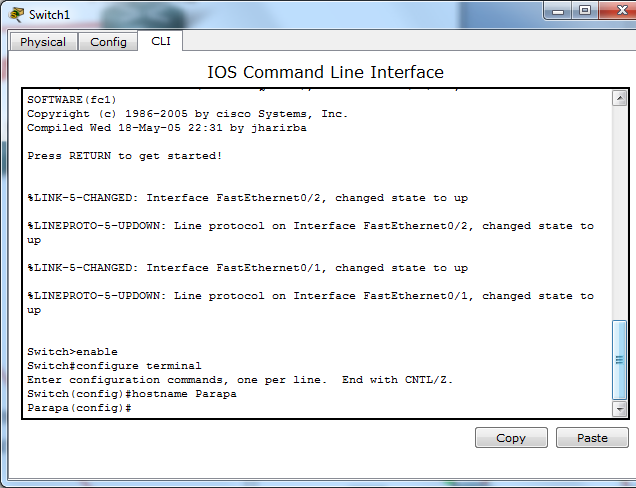 Switch1
Physical Config CLI
IOS Command Line Interface
SOFTWARE(fc1)
Copyright (c) 1986-2005 by cisco Systems, Inc.
Compiled Wed 18-May-05 22:31 by jharirba
Press RETURN to get started!
%LINK-5-CHANGED: Interface FastEthernet0/2, changed state to up
%LINEPROTO-5-UPDOWN: Line protocol on Interface FastEthernet0/2, changed state to
up
%LINK-5-CHANGED: Interface FastEthernet0/1, changed state to up
%LINEPROTO-5-UPDOWN: Line protocol on Interface FastEthernet0/1, changed state to
up
Switch>enable
Switch#configure terminal
Enter configuration commands, one per line.  End with CNTL/Z.
Switch(config)#hostname Parapa
Parapa(config)#
Copy Paste